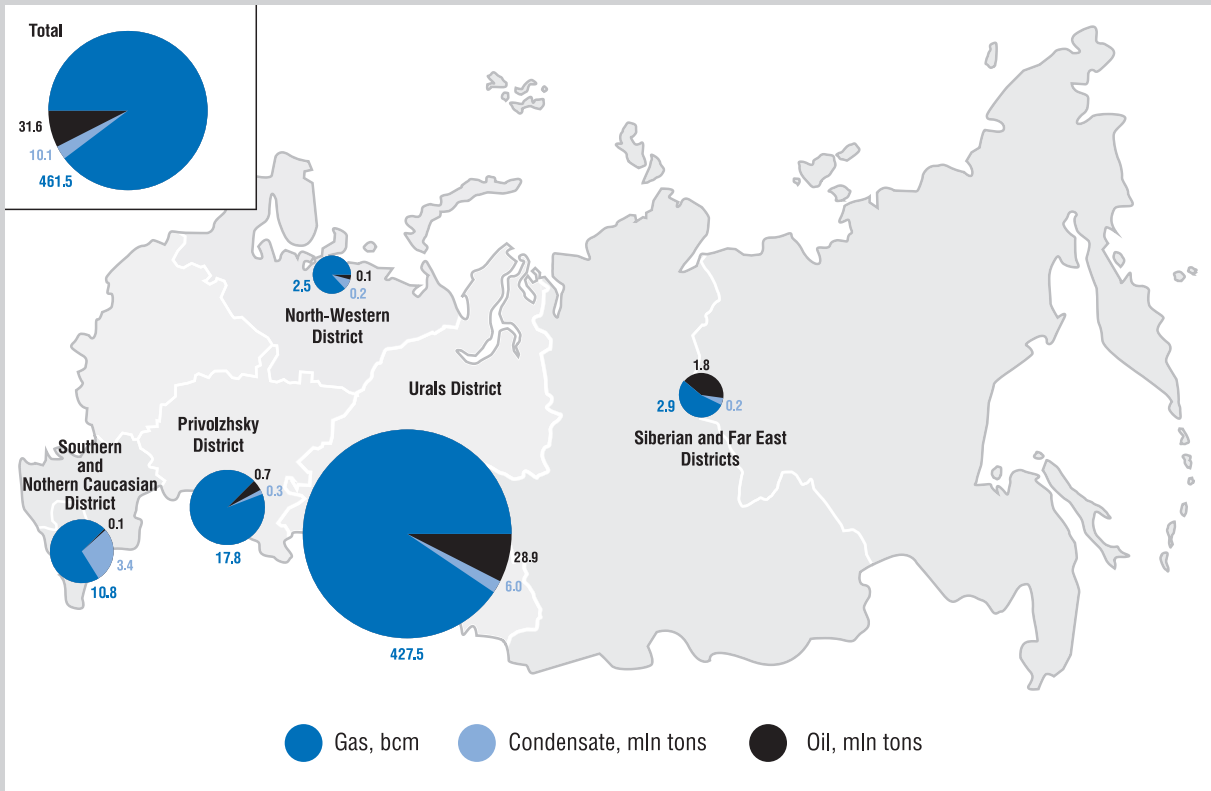 Total
31.6
10.1
461.5
0.1
2.5
0.2
North-Western
District
Urals District
1.8
2.9
0.2
Siberian and Far East
Districts
Privolzhsky
District
0.7
0.3
17.8
Southern
and
Nothern Caucasian
District
0.1
3.4
10.8
28.9
6.0
427.5
Gas, bcm
Condensate, mln tons
Oil, mln tons